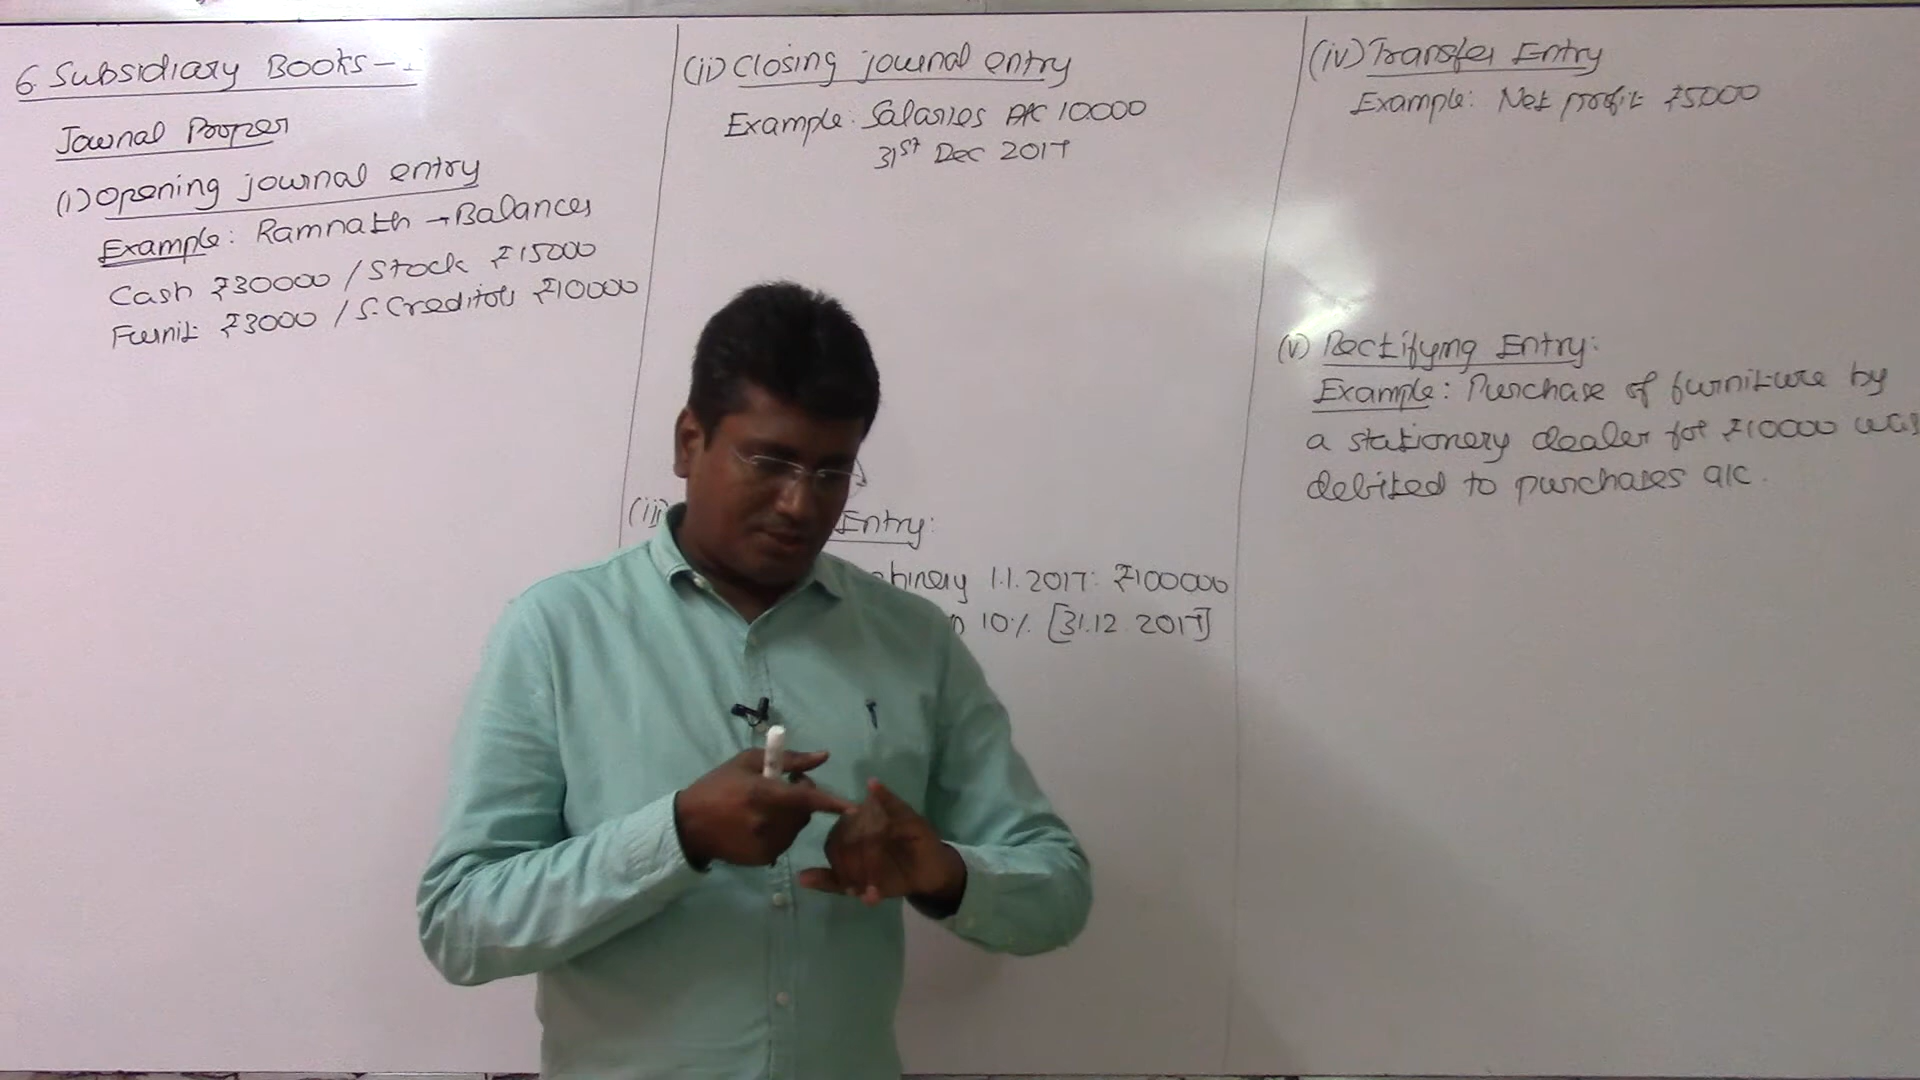 6. Subsidiary Books - I
Journal Proper
(i) Opening journal entry
Example: Ramnath → Balances
Cash ₹30000 / Stock ₹15000
Furnit: ₹3000 / S. Creditors ₹10000
(ii) Closing journal entry
Example: Salaries A/c 10000
31st Dec 2017
(iii) Entry:
1.1.2017: ₹100000
10% [31.12.2017]
(iv) Transfer Entry
Example: Net profit: ₹5000
(v) Rectifying Entry:
Example: Purchase of furniture by
a stationery dealer for ₹10000 was
debited to purchases a/c.